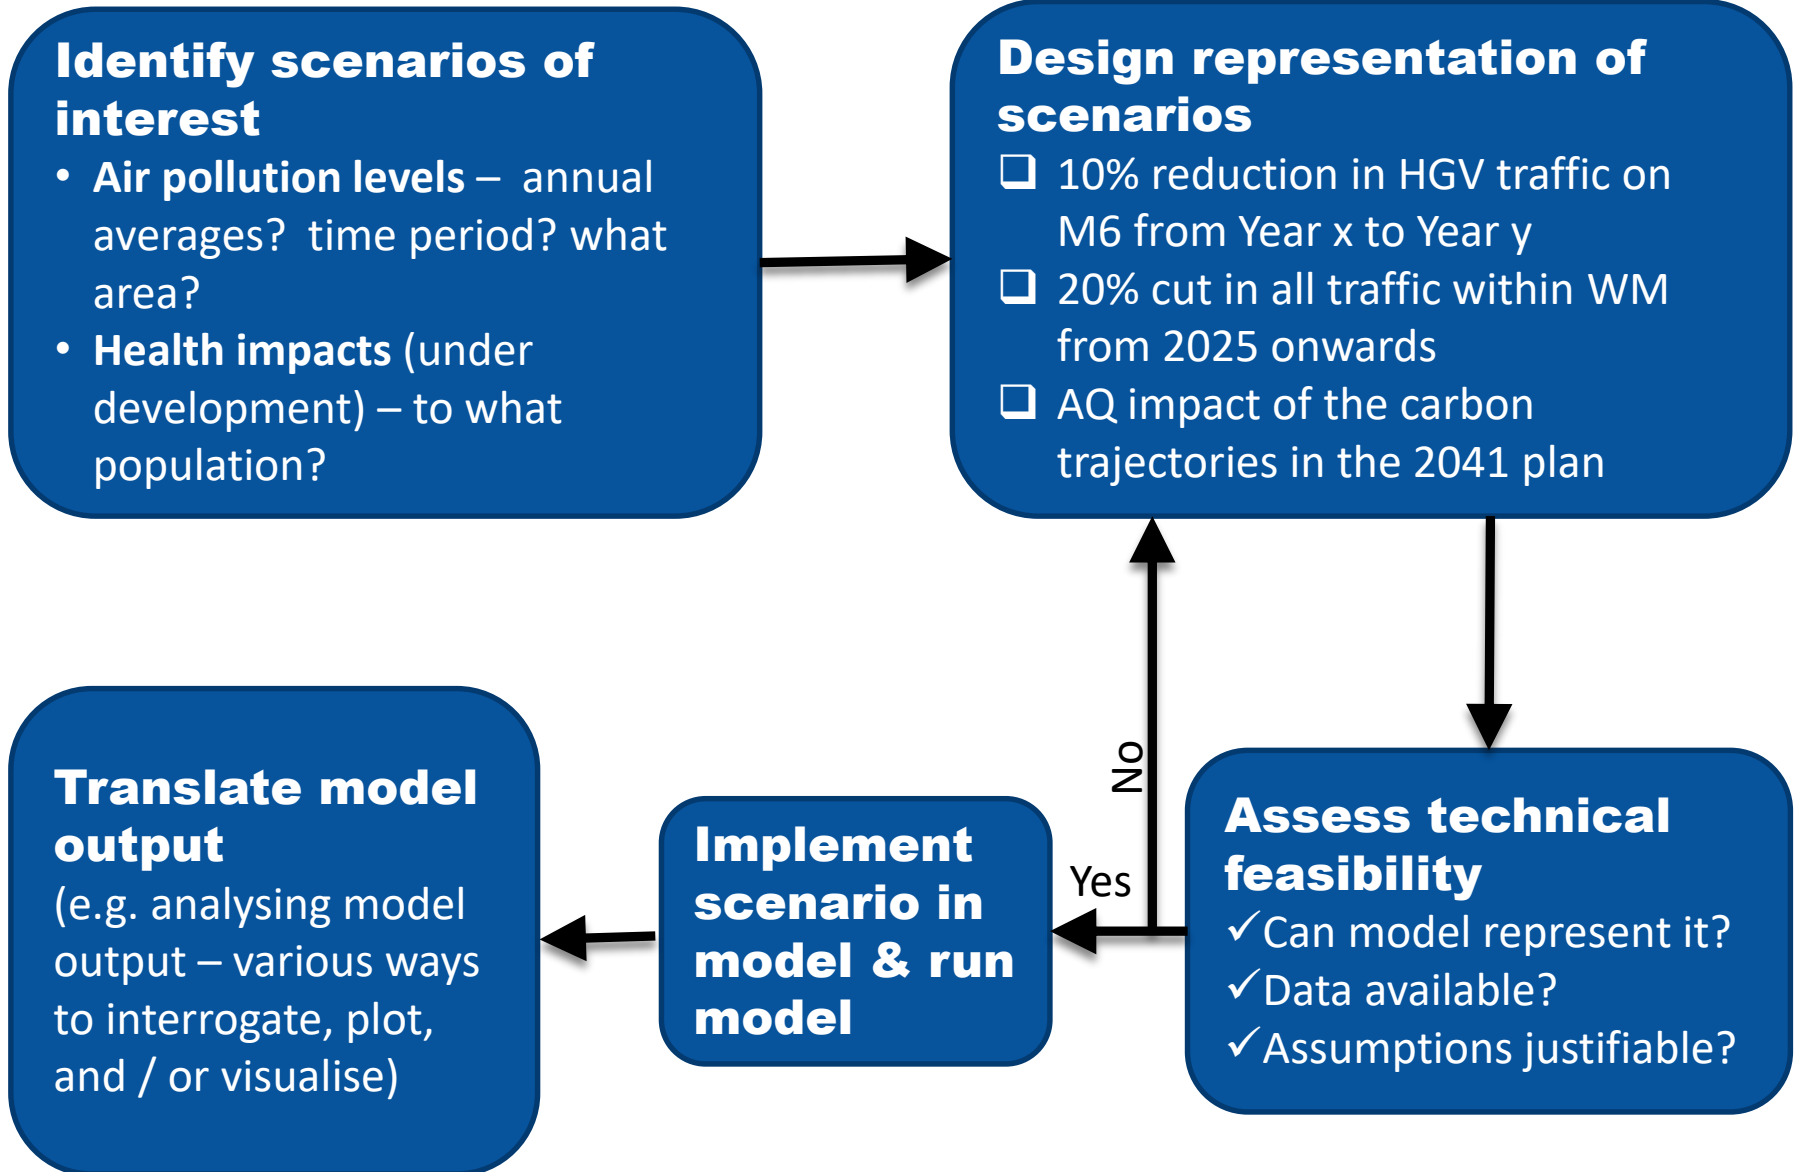 Identify scenarios of
interest
• Air pollution levels – annual
averages? time period? what
area?
• Health impacts (under
development) – to what
population?
Design representation of
scenarios
❑ 10% reduction in HGV traffic on
M6 from Year x to Year y
❑ 20% cut in all traffic within WM
from 2025 onwards
❑ AQ impact of the carbon
trajectories in the 2041 plan
No
Yes
Assess technical
feasibility
✓Can model represent it?
✓Data available?
✓Assumptions justifiable?
Implement
scenario in
model & run
model
Translate model
output
(e.g. analysing model
output – various ways
to interrogate, plot,
and / or visualise)